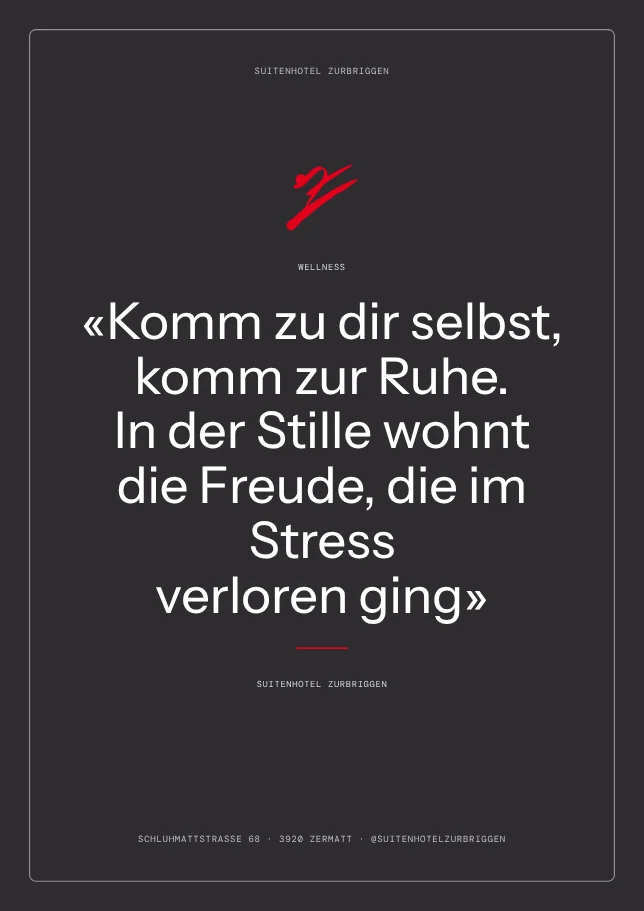 SUITENHOTEL ZURBRIGGEN
WELLNESS
«Komm zu dir selbst,
komm zur Ruhe.
In der Stille wohnt
die Freude, die im
Stress
verloren ging»
SUITENHOTEL ZURBRIGGEN
SCHLUHMATTSTRASSE 68 · 3920 ZERMATT · @SUITENHOTELZURBRIGGEN